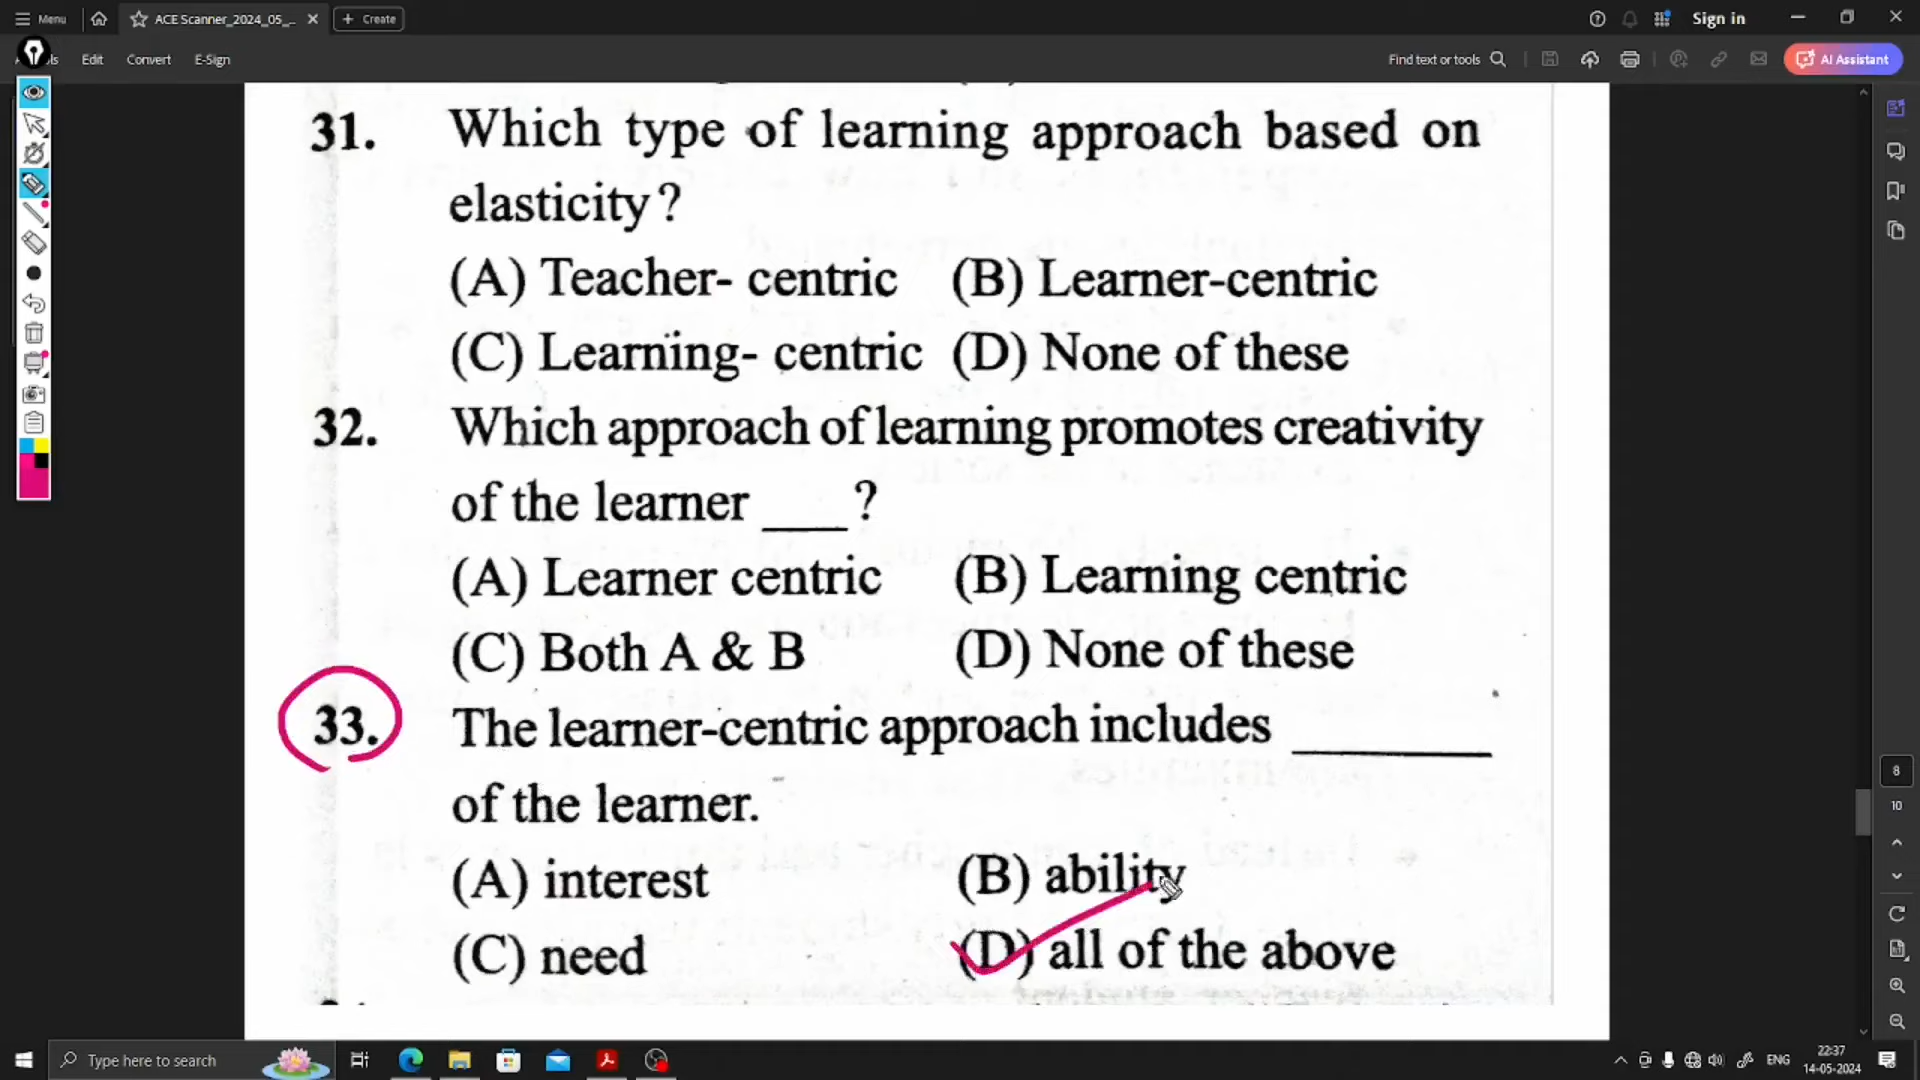 Menu
ACE Scanner_2024_05_...
Create
Sign in
Edit
Convert
E-Sign
Find text or tools
AI Assistant
31. Which type of learning approach based on
elasticity?
(A) Teacher- centric (B) Learner-centric
(C) Learning- centric (D) None of these
32. Which approach of learning promotes creativity
of the learner ____ ?
(A) Learner centric (B) Learning centric
(C) Both A & B (D) None of these
33. The learner-centric approach includes ________
of the learner.
(A) interest (B) ability
(C) need (D) all of the above
8
10
Type here to search
ENG
22:37
14-05-2024